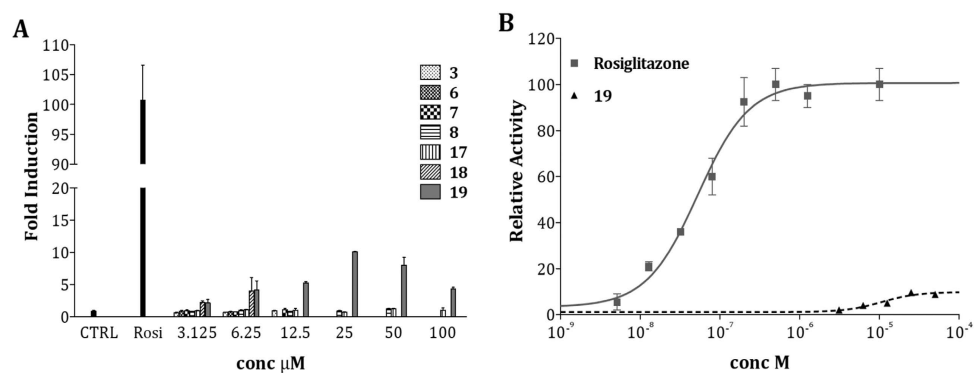 A
Fold Induction
110
105
100
95
90
20
15
10
5
0
CTRL Rosi 3.125 6.25 12.5 25 50 100
conc μM
3
6
7
8
17
18
19
B
Relative Activity
120
100
80
60
40
20
0
Rosiglitazone
19
10⁻⁹ 10⁻⁸ 10⁻⁷ 10⁻⁶ 10⁻⁵ 10⁻⁴
conc M